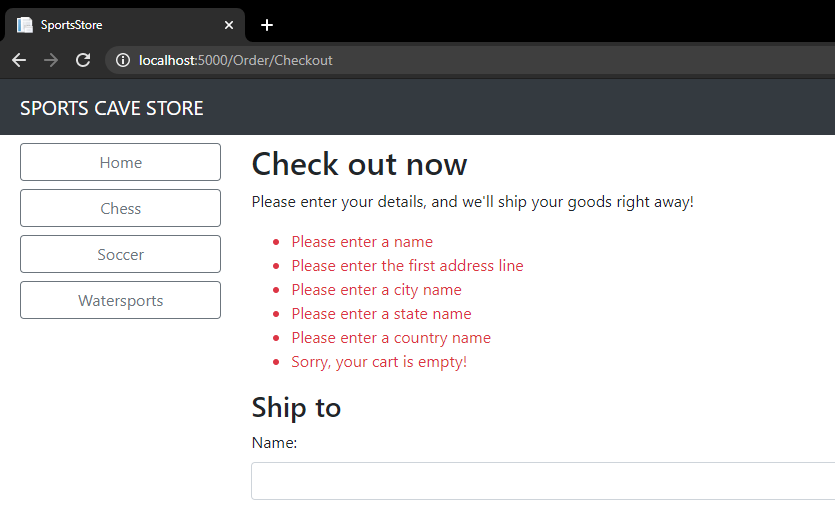 SportsStore
localhost:5000/Order/Checkout
SPORTS CAVE STORE
Home
Chess
Soccer
Watersports
Check out now
Please enter your details, and we'll ship your goods right away!
Please enter a name
Please enter the first address line
Please enter a city name
Please enter a state name
Please enter a country name
Sorry, your cart is empty!
Ship to
Name: